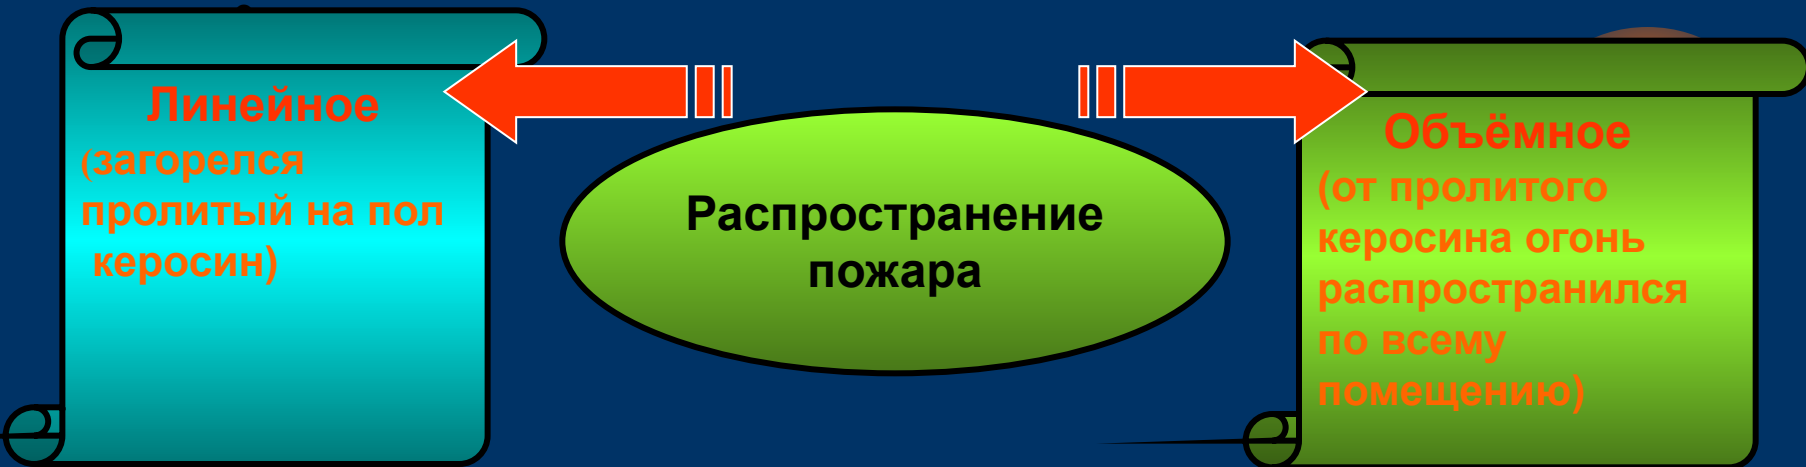 Линейное
(загорелся
пролитый на пол
керосин)
Распространение
пожара
Объёмное
(от пролитого
керосина огонь
распространился
по всему
помещению)